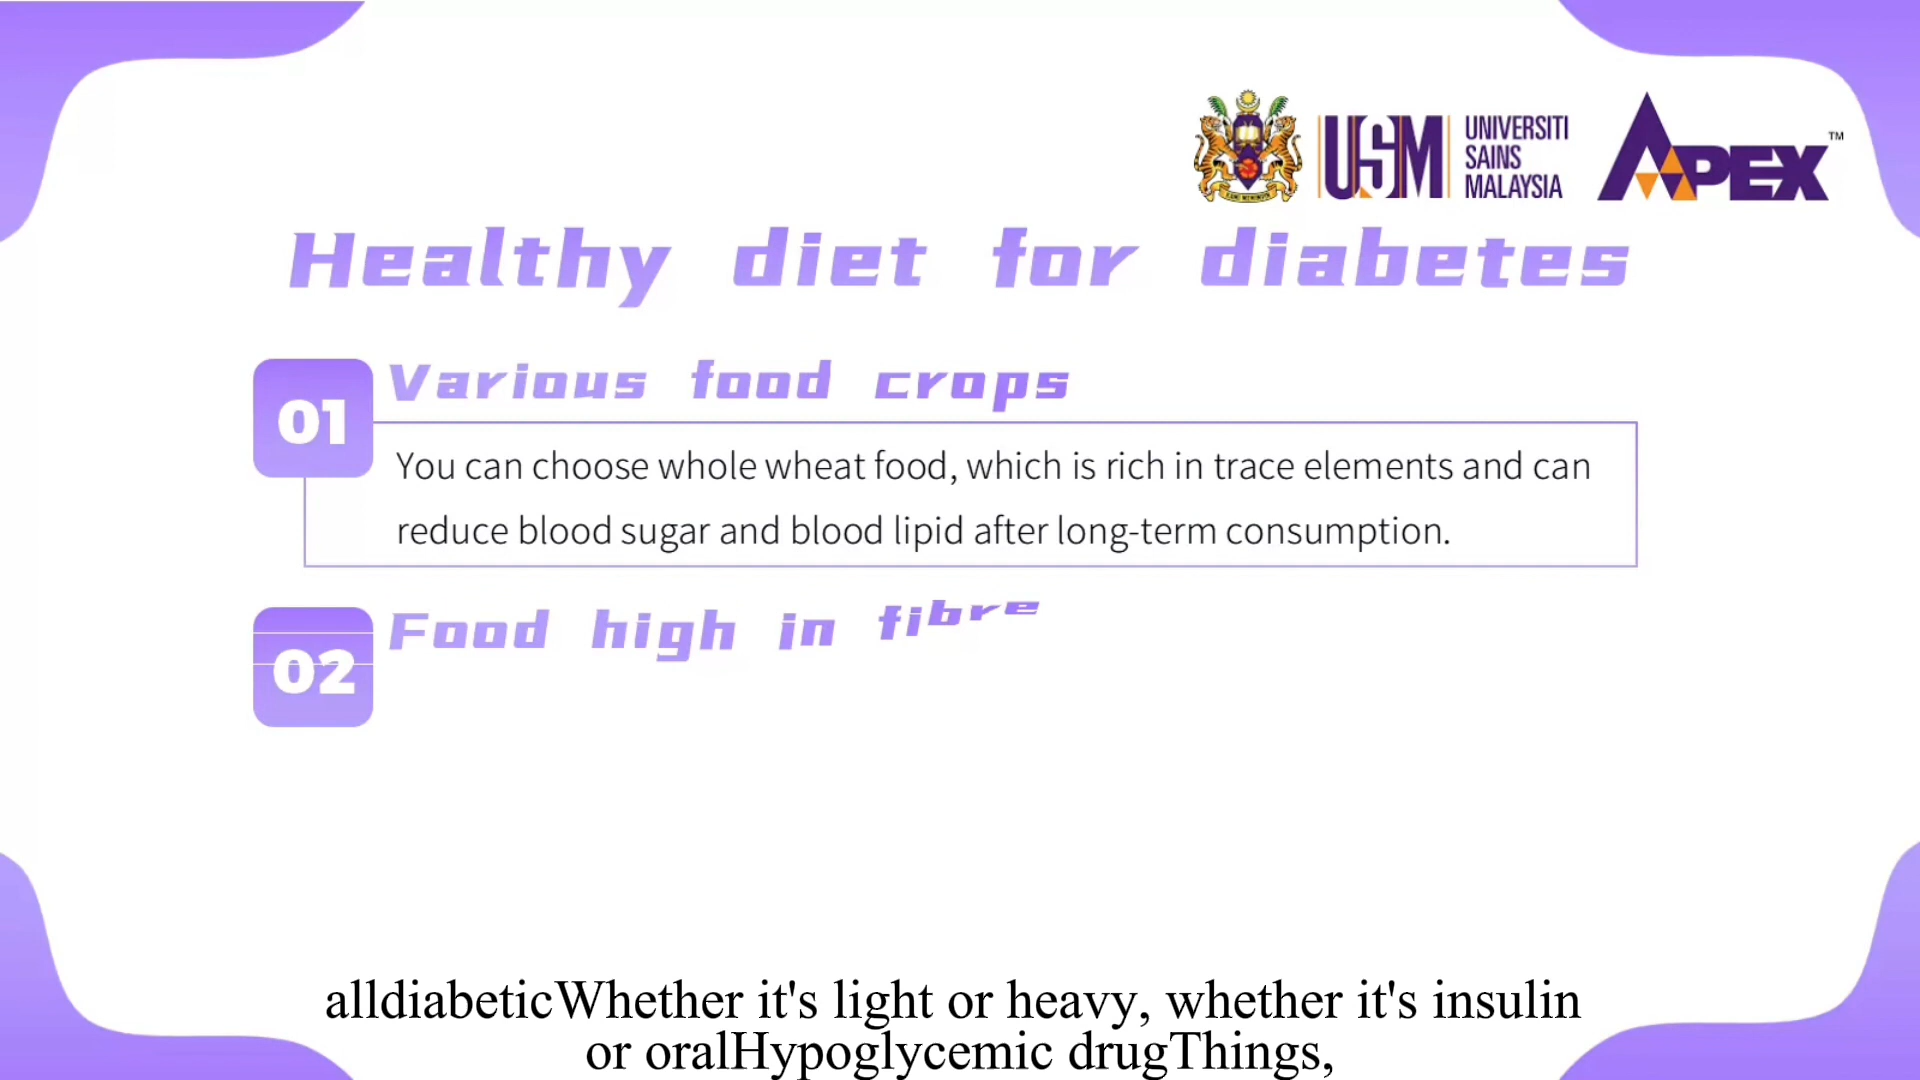 USM
UNIVERSITI
SAINS
MALAYSIA
APEX™
Healthy diet for diabetes
01
Various food crops
You can choose whole wheat food, which is rich in trace elements and can
reduce blood sugar and blood lipid after long-term consumption.
02
Food high in fibre
alldiabeticWhether it's light or heavy, whether it's insulin
or oralHypoglycemic drugThings,